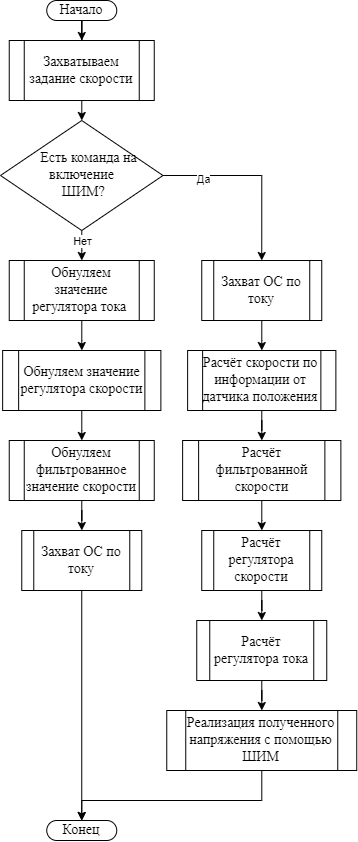 Начало
Захватываем
задание скорости
Есть команда на
включение
ШИМ?
Да
Нет
Обнуляем
значение
регулятора тока
Обнуляем значение
регулятора скорости
Обнуляем
фильтрованное
значение скорости
Захват ОС по
току
Захват ОС по
току
Расчёт скорости по
информации от
датчика положения
Расчёт
фильтрованной
скорости
Расчёт
регулятора
скорости
Расчёт
регулятора тока
Реализация полученного
напряжения с помощью
ШИМ
Конец